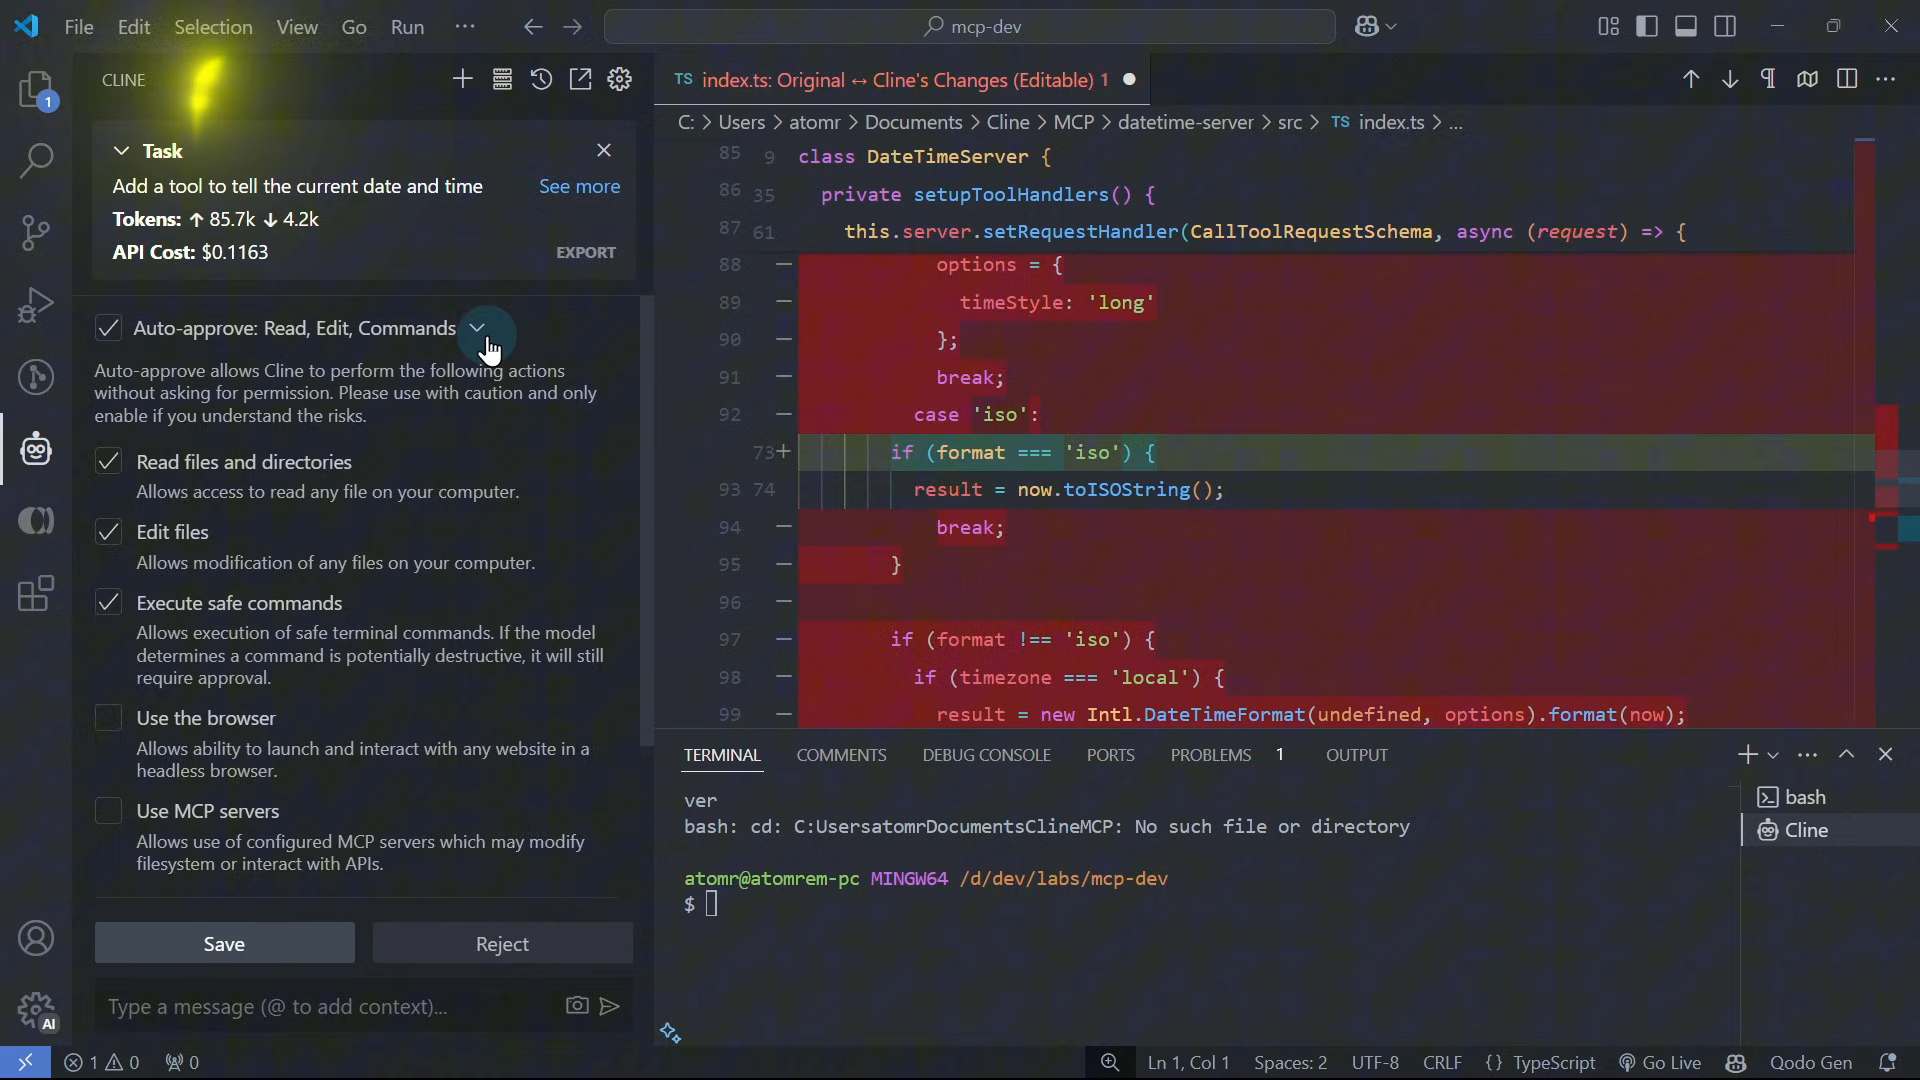 File Edit Selection View Go Run ··· mcp-dev
CLINE
1
Task
Add a tool to tell the current date and time See more
Tokens: ↑ 85.7k ↓ 4.2k
API Cost: $0.1163 EXPORT
Auto-approve: Read, Edit, Commands
Auto-approve allows Cline to perform the following actions
without asking for permission. Please use with caution and only
enable if you understand the risks.
Read files and directories
Allows access to read any file on your computer.
Edit files
Allows modification of any files on your computer.
Execute safe commands
Allows execution of safe terminal commands. If the model
determines a command is potentially destructive, it will still
require approval.
Use the browser
Allows ability to launch and interact with any website in a
headless browser.
Use MCP servers
Allows use of configured MCP servers which may modify
filesystem or interact with APIs.
Save Reject
Type a message (@ to add context)...
AI
TS index.ts: Original ↔ Cline's Changes (Editable) 1
C: > Users > atomr > Documents > Cline > MCP > datetime-server > src > TS index.ts > ...
85 9 class DateTimeServer {
86 35 private setupToolHandlers() {
87 61 this.server.setRequestHandler(CallToolRequestSchema, async (request) => {
88 — options = {
89 — timeStyle: 'long'
90 — };
91 — break;
92 — case 'iso':
73+ if (format === 'iso') {
93 74 result = now.toISOString();
94 — break;
95 — }
96 —
97 — if (format !== 'iso') {
98 — if (timezone === 'local') {
99 — result = new Intl.DateTimeFormat(undefined, options).format(now);
TERMINAL COMMENTS DEBUG CONSOLE PORTS PROBLEMS 1 OUTPUT
ver
bash: cd: C:UsersatomrDocumentsClineMCP: No such file or directory
atomr@atomrem-pc MINGW64 /d/dev/labs/mcp-dev
$
bash
Cline
1 0 0 Ln 1, Col 1 Spaces: 2 UTF-8 CRLF {} TypeScript Go Live Qodo Gen